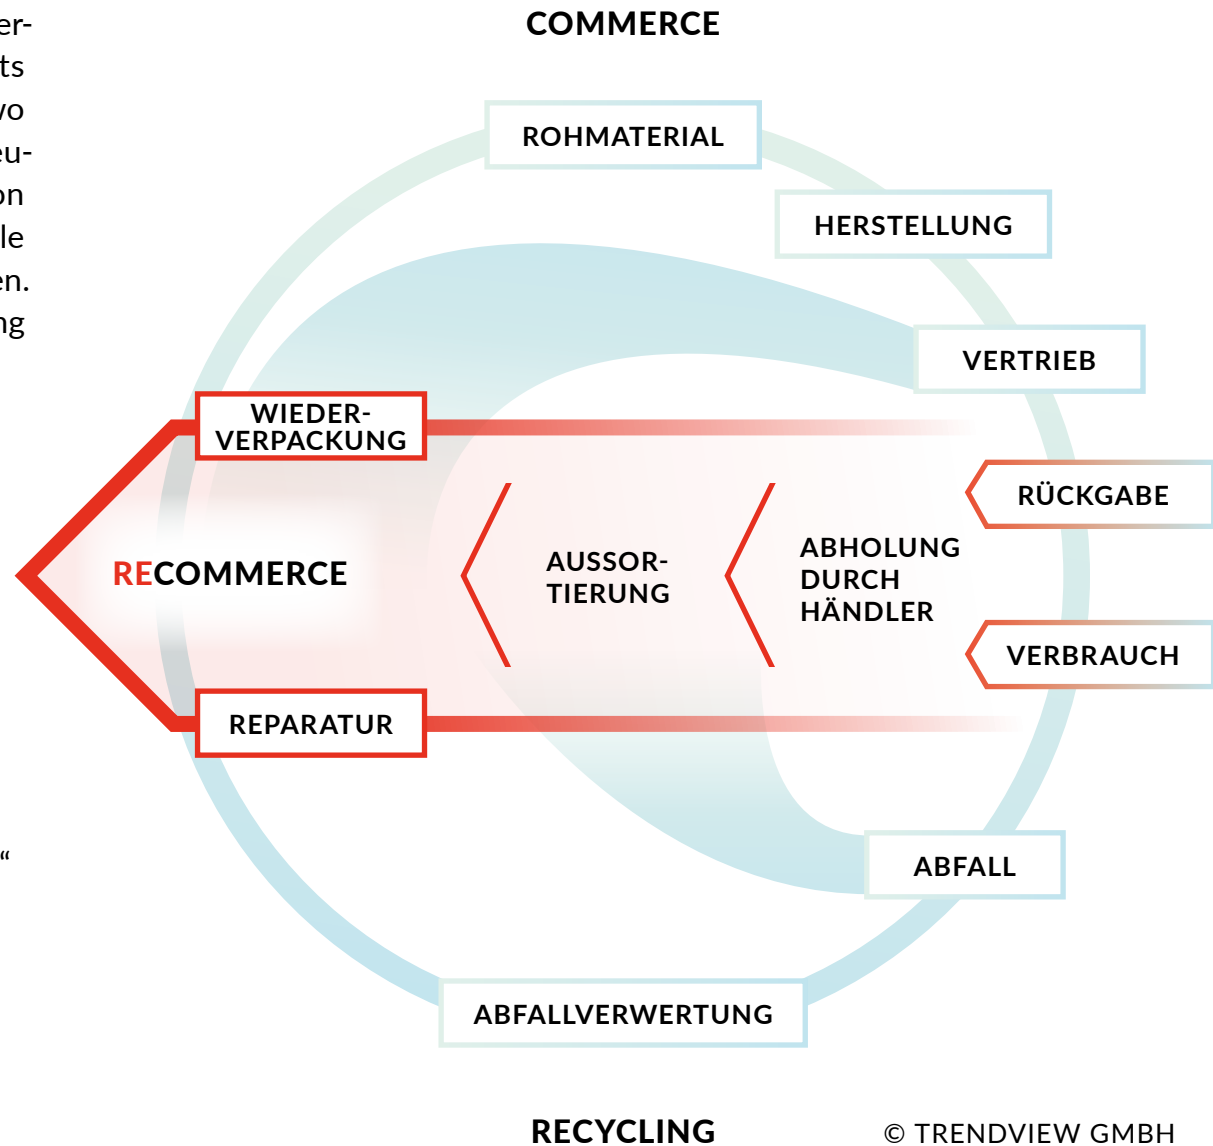 COMMERCE
ROHMATERIAL
HERSTELLUNG
VERTRIEB
WIEDER-
VERPACKUNG
RÜCKGABE
RECOMMERCE
AUSSOR-
TIERUNG
ABHOLUNG
DURCH
HÄNDLER
VERBRAUCH
REPARATUR
ABFALL
ABFALLVERWERTUNG
RECYCLING
© TRENDVIEW GMBH